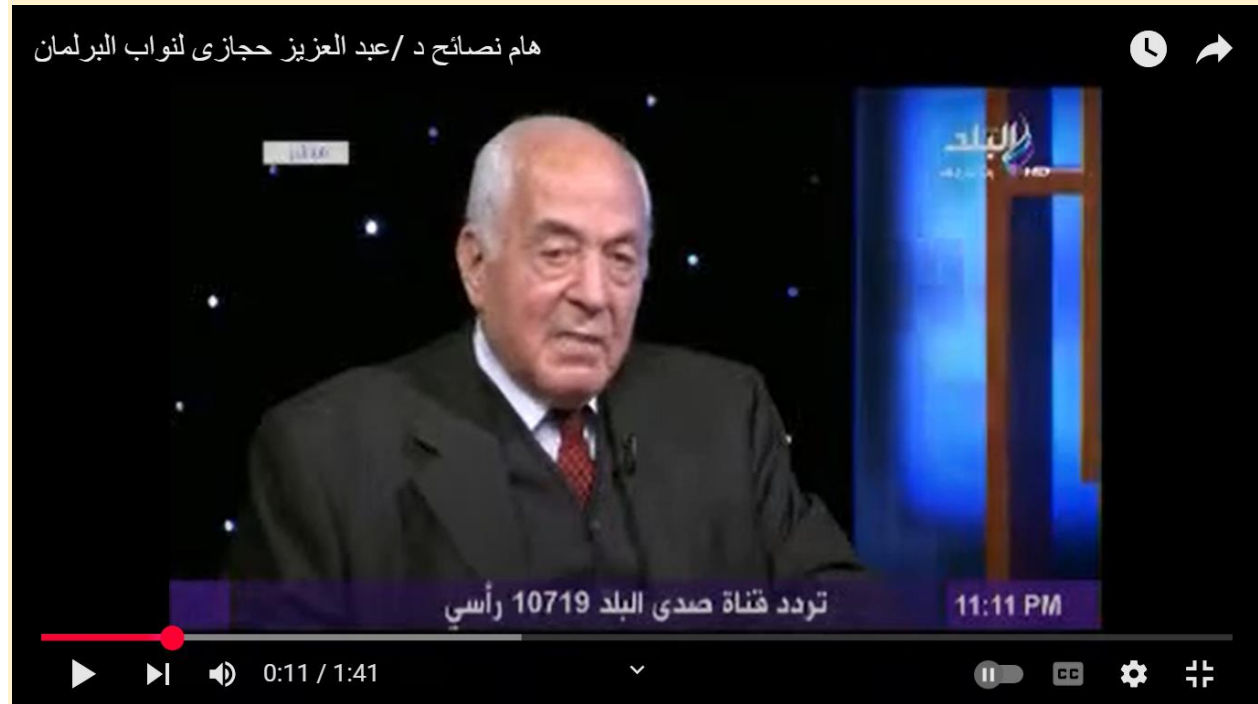 هام نصائح د /عبد العزيز حجازى لنواب البرلمان
البلد
HD
تردد قناة صدى البلد 10719 رأسي
11:11 PM
0:11 / 1:41
CC